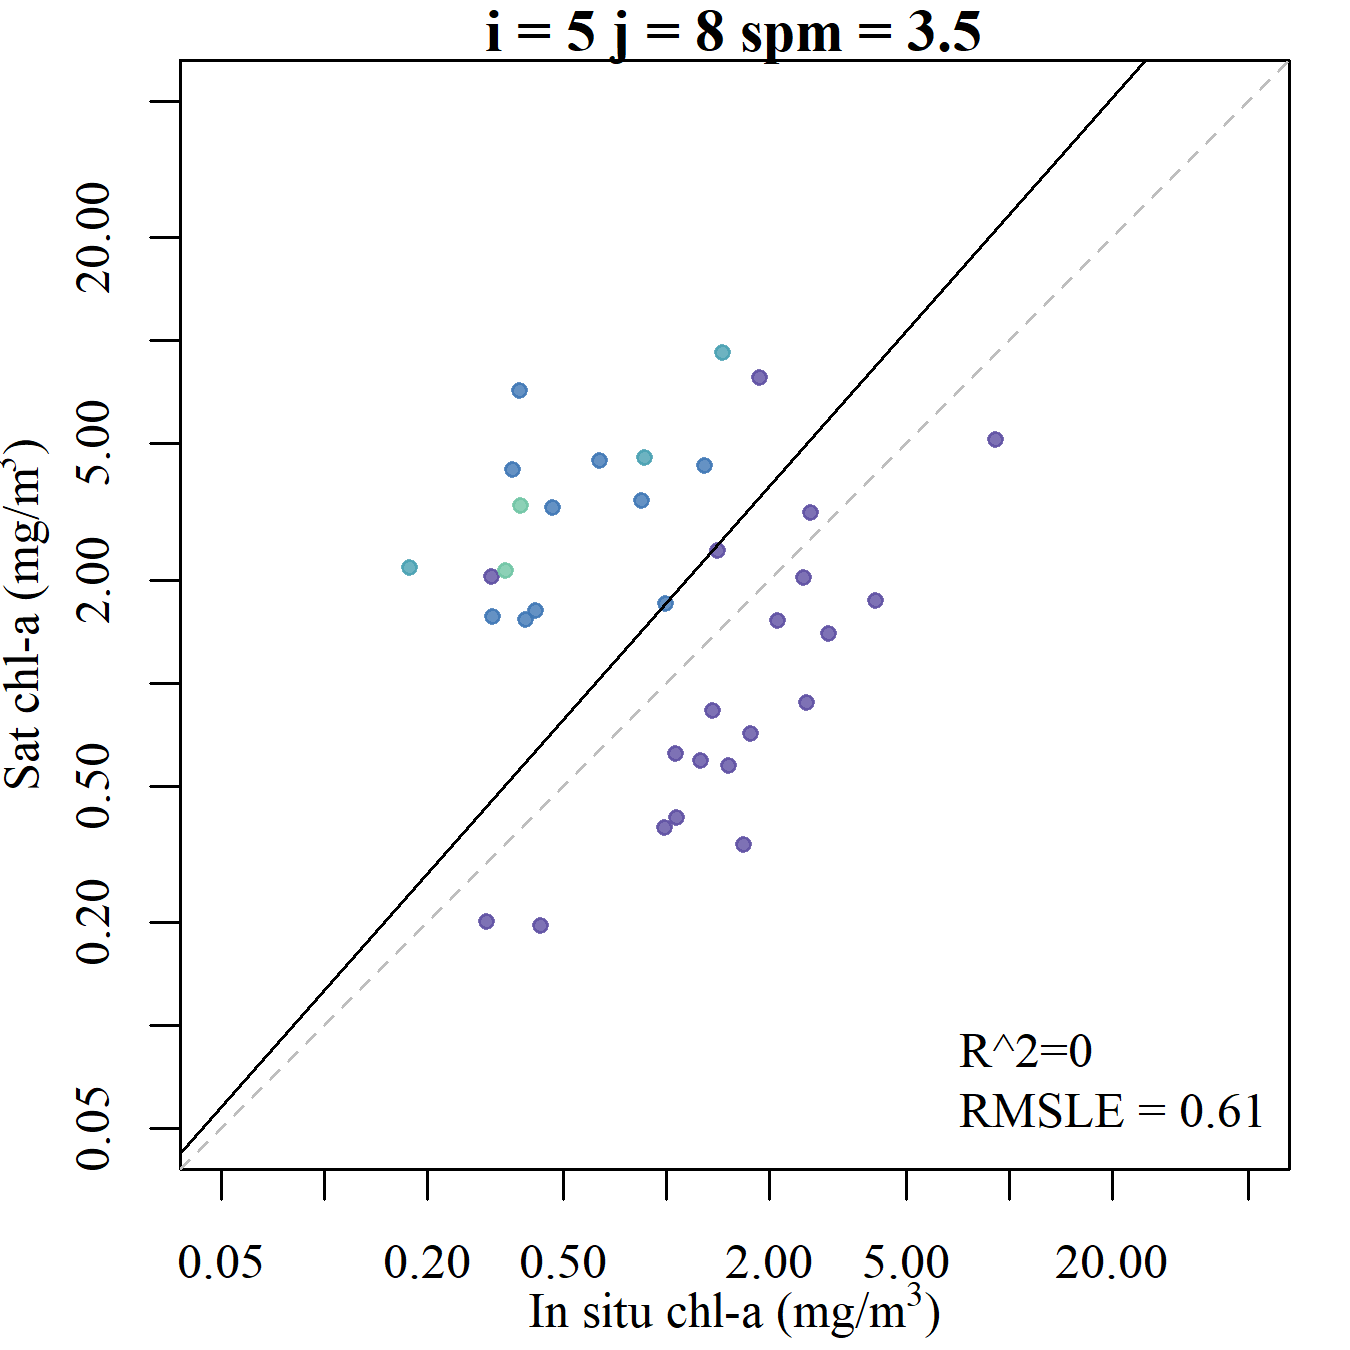 i = 5 j = 8 spm = 3.5
Sat chl-a (mg/m³)
20.00
5.00
2.00
0.50
0.20
0.05
R^2=0
RMSLE = 0.61
0.05 0.20 0.50 2.00 5.00 20.00
In situ chl-a (mg/m³)